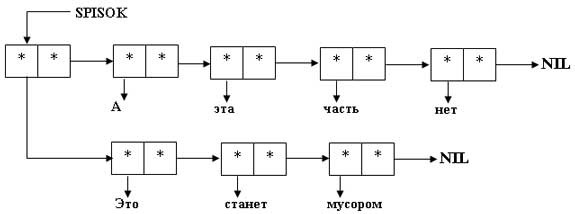 SPISOK
* * * * * * * * * * NIL
А эта часть нет
* * * * * * NIL
Это станет мусором